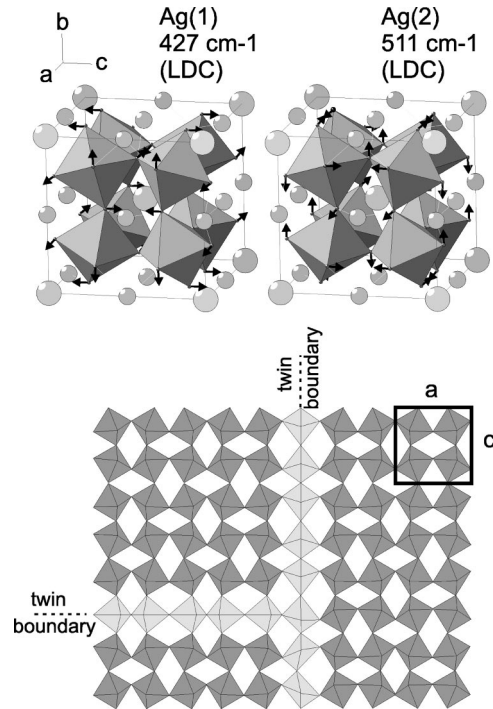 b
a
c
Ag(1)
427 cm-1
(LDC)
Ag(2)
511 cm-1
(LDC)
twin
boundary
a
c
twin
boundary